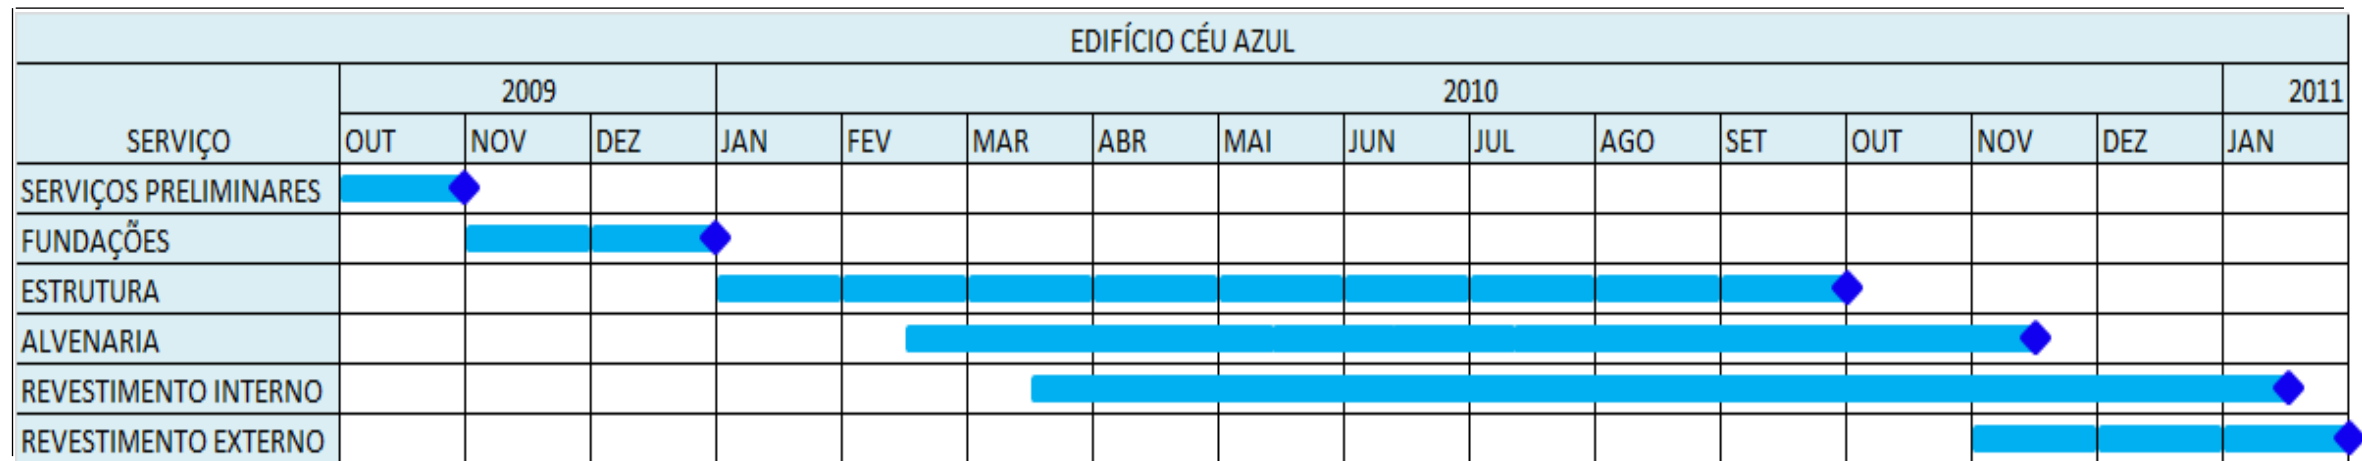 EDIFÍCIO CÉU AZUL
2009 2010 2011
SERVIÇO OUT NOV DEZ JAN FEV MAR ABR MAI JUN JUL AGO SET OUT NOV DEZ JAN
SERVIÇOS PRELIMINARES
FUNDAÇÕES
ESTRUTURA
ALVENARIA
REVESTIMENTO INTERNO
REVESTIMENTO EXTERNO